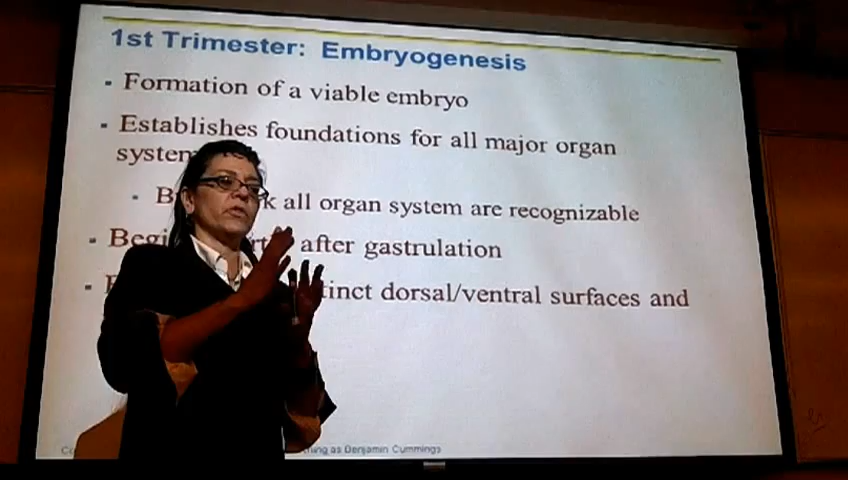 1st Trimester: Embryogenesis
Formation of a viable embryo
Establishes foundations for all major organ
system
all organ system are recognizable
after gastrulation
dorsal/ventral surfaces and
as Benjamin Cummings